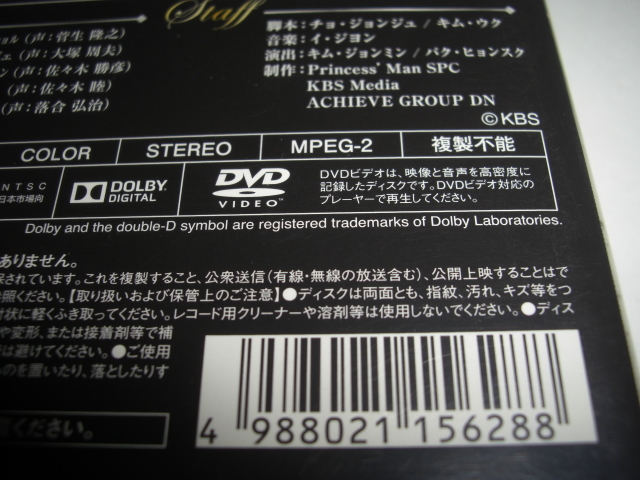 Staff
ョル（声：菅生 隆之）
ジェ（声：大塚 周夫）
ン（声：佐々木 勝彦）
（声：佐々木 睦）
（声：落合 弘治）
脚本：チョ・ジョンジュ / キム・ウク
音楽：イ・ジヨン
演出：キム・ジョンミン / パク・ヒョンスク
制作：Princess' Man SPC
KBS Media
ACHIEVE GROUP DN
©KBS
COLOR STEREO MPEG-2 複製不能
NTSC
日本市場向
DOLBY
DIGITAL
DVD
VIDEO™
DVDビデオは、映像と音声を高密度に
記録したディスクです。DVDビデオ対応の
プレーヤーで再生してください。
Dolby and the double-D symbol are registered trademarks of Dolby Laboratories.
ありません。
されています。これを複製すること、公衆送信（有線・無線の放送含む）、公開上映することは
照ください。【取り扱いおよび保管上のご注意】●ディスクは両面とも、指紋、汚れ、キズ等をつ
状に軽くふき取ってください。レコード用クリーナーや溶剤等は使用しないでください。●ディス
や変形、または接着剤等で補
は避けてください。●ご使用
ものを置いたり、落としたりす
ください。
4 988021 156288